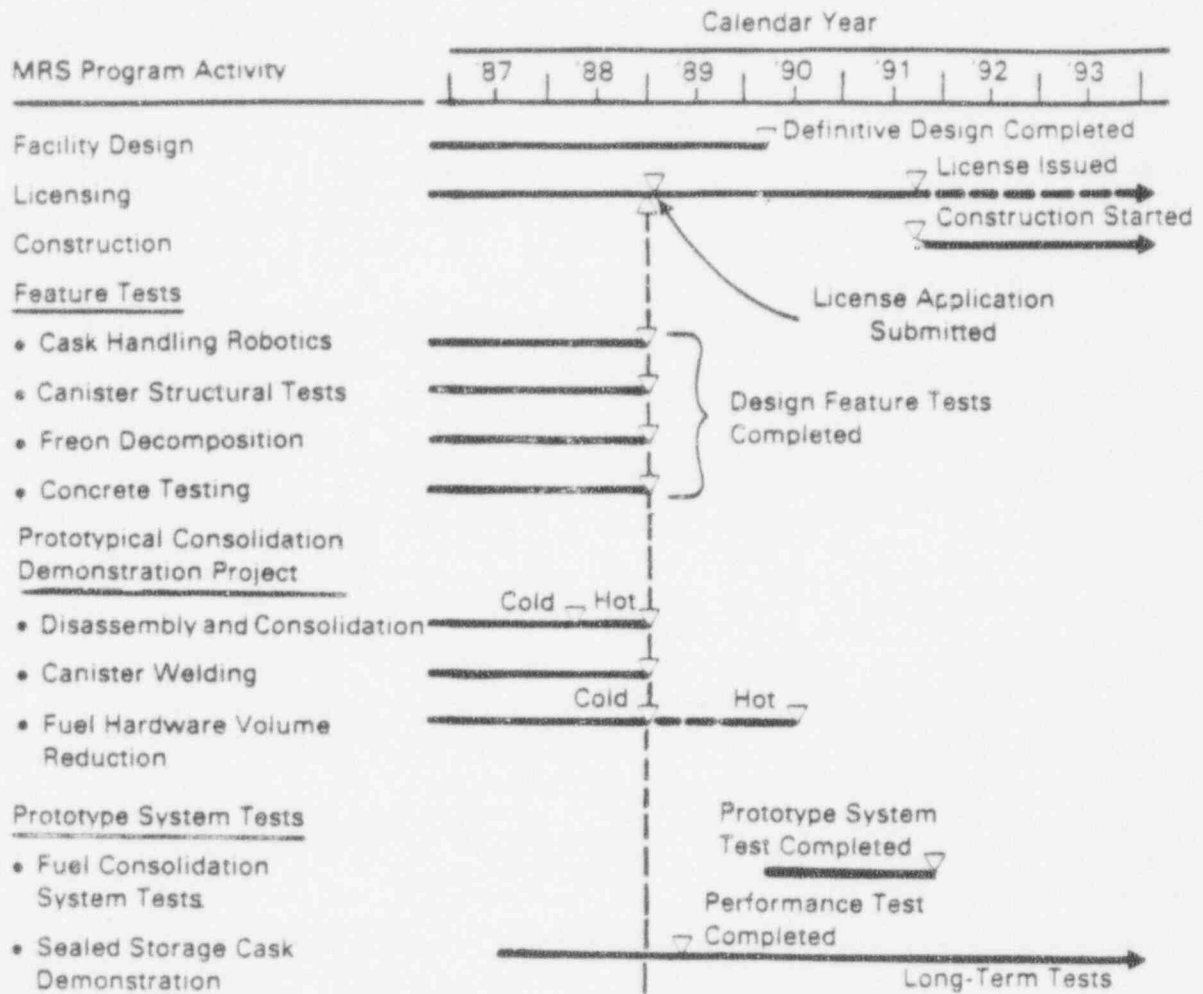 Calendar Year
MRS Program Activity
'87 '88 '89 '90 '91 '92 '93
Facility Design
Definitive Design Completed
Licensing
License Issued
Construction
Construction Started
License Application
Submitted
Feature Tests
• Cask Handling Robotics
• Canister Structural Tests
• Freon Decomposition
• Concrete Testing
Design Feature Tests
Completed
Prototypical Consolidation
Demonstration Project
Cold Hot
• Disassembly and Consolidation
• Canister Welding
Cold Hot
• Fuel Hardware Volume
Reduction
Prototype System Tests
Prototype System
Test Completed
• Fuel Consolidation
System Tests
Performance Test
Completed
• Sealed Storage Cask
Demonstration
Long-Term Tests